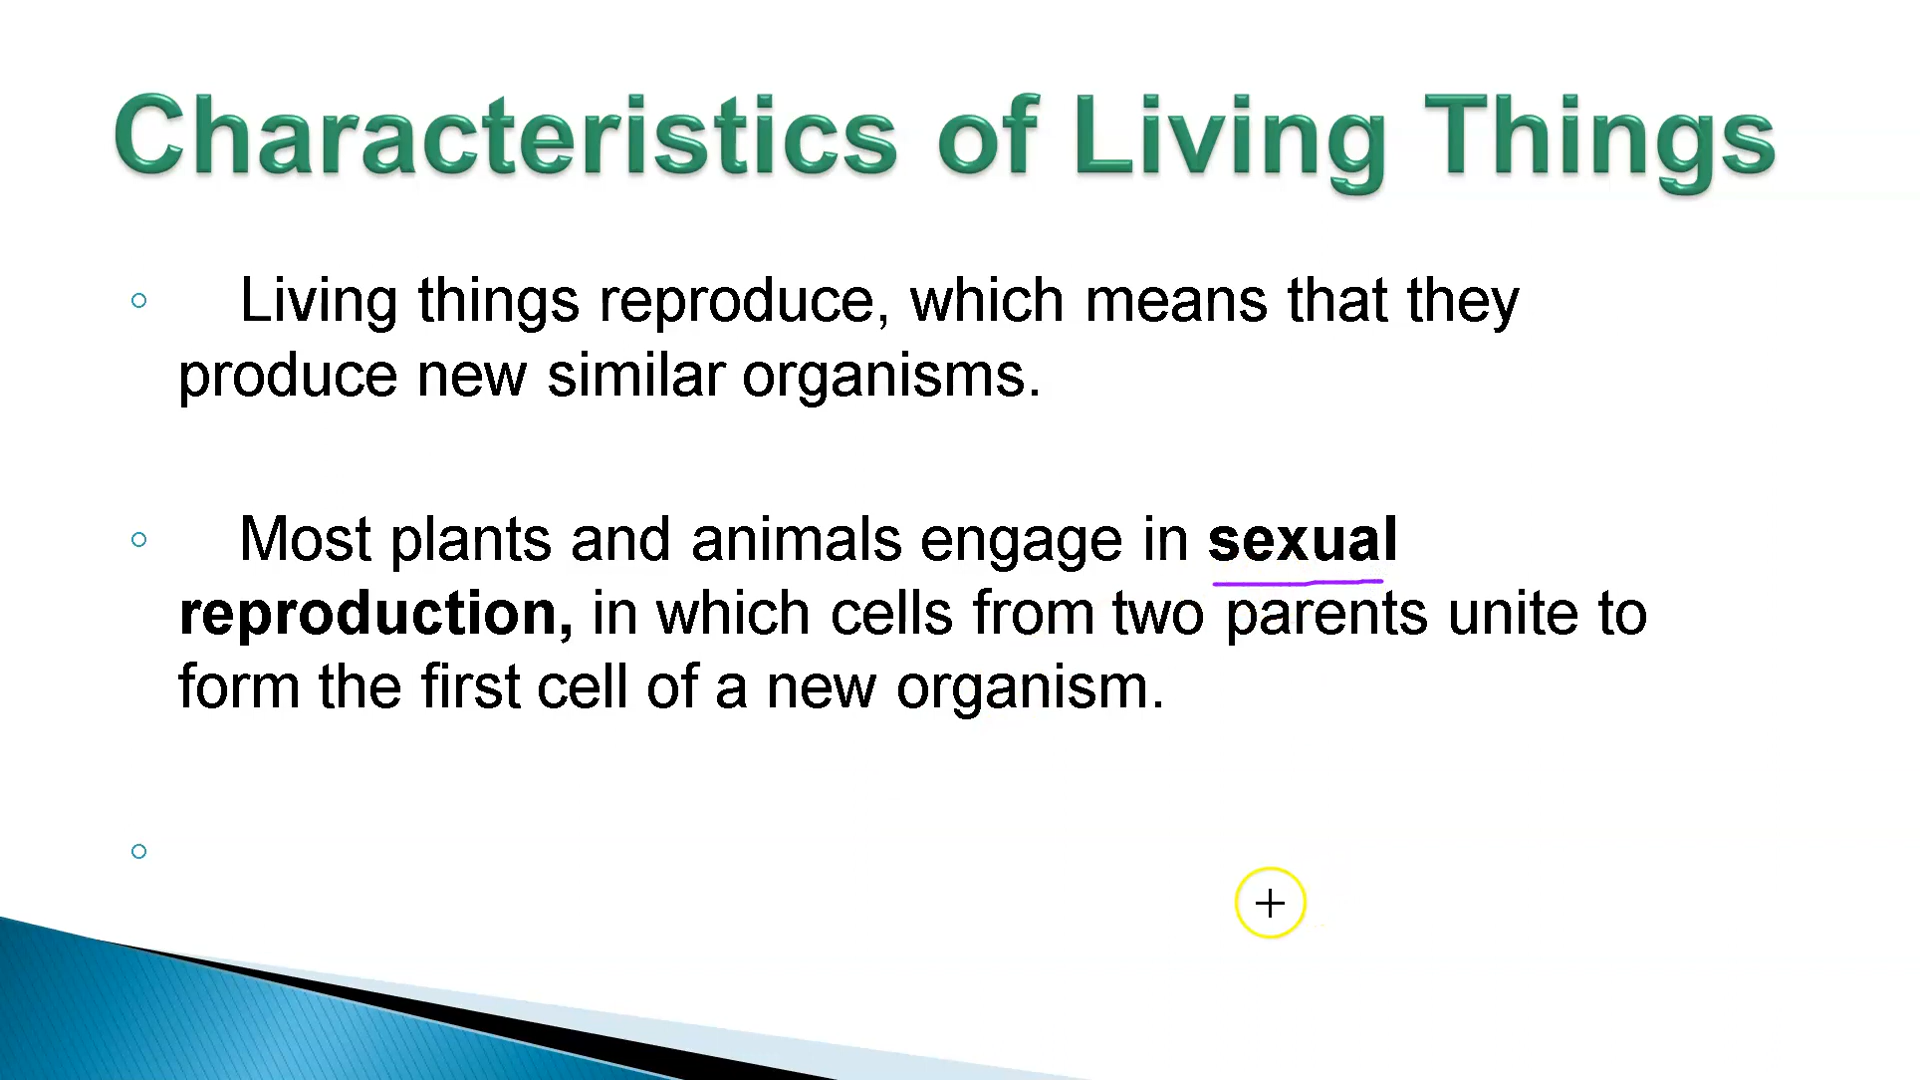 Characteristics of Living Things
Living things reproduce, which means that they
produce new similar organisms.
Most plants and animals engage in sexual
reproduction, in which cells from two parents unite to
form the first cell of a new organism.